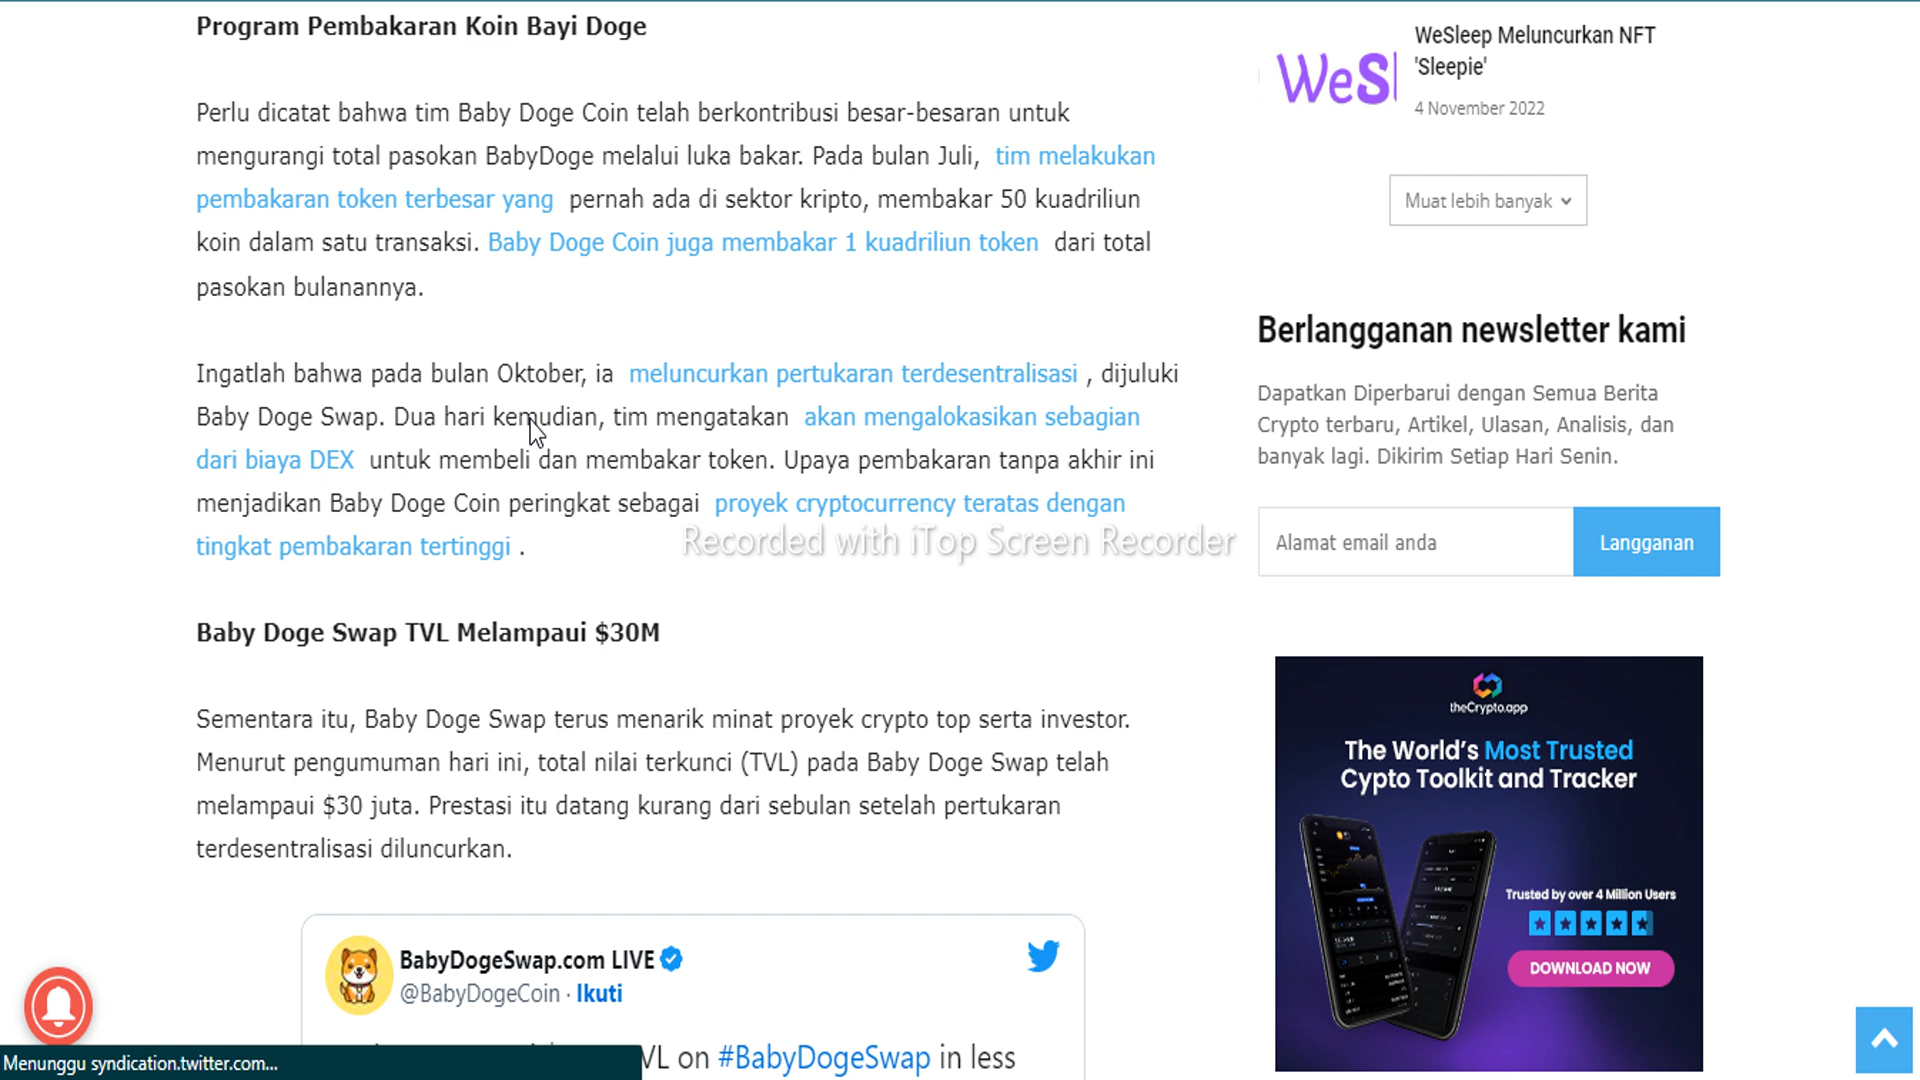 Program Pembakaran Koin Bayi Doge
Perlu dicatat bahwa tim Baby Doge Coin telah berkontribusi besar-besaran untuk
mengurangi total pasokan BabyDoge melalui luka bakar. Pada bulan Juli, tim melakukan
pembakaran token terbesar yang pernah ada di sektor kripto, membakar 50 kuadriliun
koin dalam satu transaksi. Baby Doge Coin juga membakar 1 kuadriliun token dari total
pasokan bulanannya.
Ingatlah bahwa pada bulan Oktober, ia meluncurkan pertukaran terdesentralisasi , dijuluki
Baby Doge Swap. Dua hari kemudian, tim mengatakan akan mengalokasikan sebagian
dari biaya DEX untuk membeli dan membakar token. Upaya pembakaran tanpa akhir ini
menjadikan Baby Doge Coin peringkat sebagai proyek cryptocurrency teratas dengan
tingkat pembakaran tertinggi .
Recorded with iTop Screen Recorder
Baby Doge Swap TVL Melampaui $30M
Sementara itu, Baby Doge Swap terus menarik minat proyek crypto top serta investor.
Menurut pengumuman hari ini, total nilai terkunci (TVL) pada Baby Doge Swap telah
melampaui $30 juta. Prestasi itu datang kurang dari sebulan setelah pertukaran
terdesentralisasi diluncurkan.
BabyDogeSwap.com LIVE
@BabyDogeCoin · Ikuti
VL on #BabyDogeSwap in less
Menunggu syndication.twitter.com...
WeS
WeSleep Meluncurkan NFT
'Sleepie'
4 November 2022
Muat lebih banyak
Berlangganan newsletter kami
Dapatkan Diperbarui dengan Semua Berita
Crypto terbaru, Artikel, Ulasan, Analisis, dan
banyak lagi. Dikirim Setiap Hari Senin.
Alamat email anda
Langganan
theCrypto.app
The World's Most Trusted
Cypto Toolkit and Tracker
Trusted by over 4 Million Users
DOWNLOAD NOW